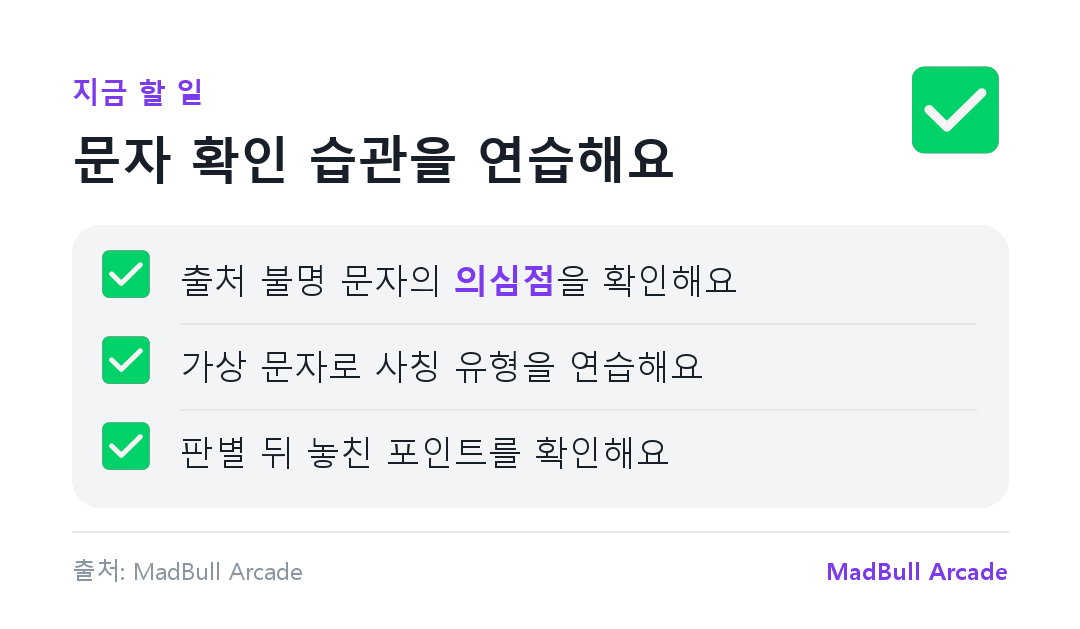 지금 할 일
문자 확인 습관을 연습해요
출처 불명 문자의 의심점을 확인해요
가상 문자로 사칭 유형을 연습해요
판별 뒤 놓친 포인트를 확인해요
출처: MadBull Arcade
MadBull Arcade